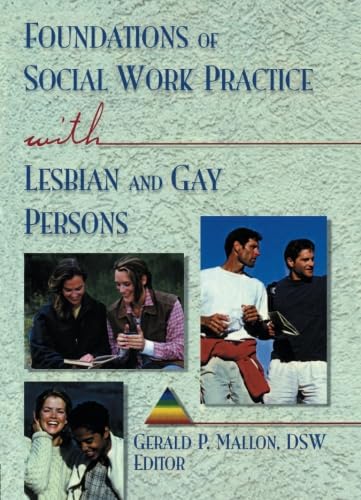 FOUNDATIONS OF
SOCIAL WORK PRACTICE
with
LESBIAN AND GAY
PERSONS
GERALD P. MALLON, DSW
EDITOR